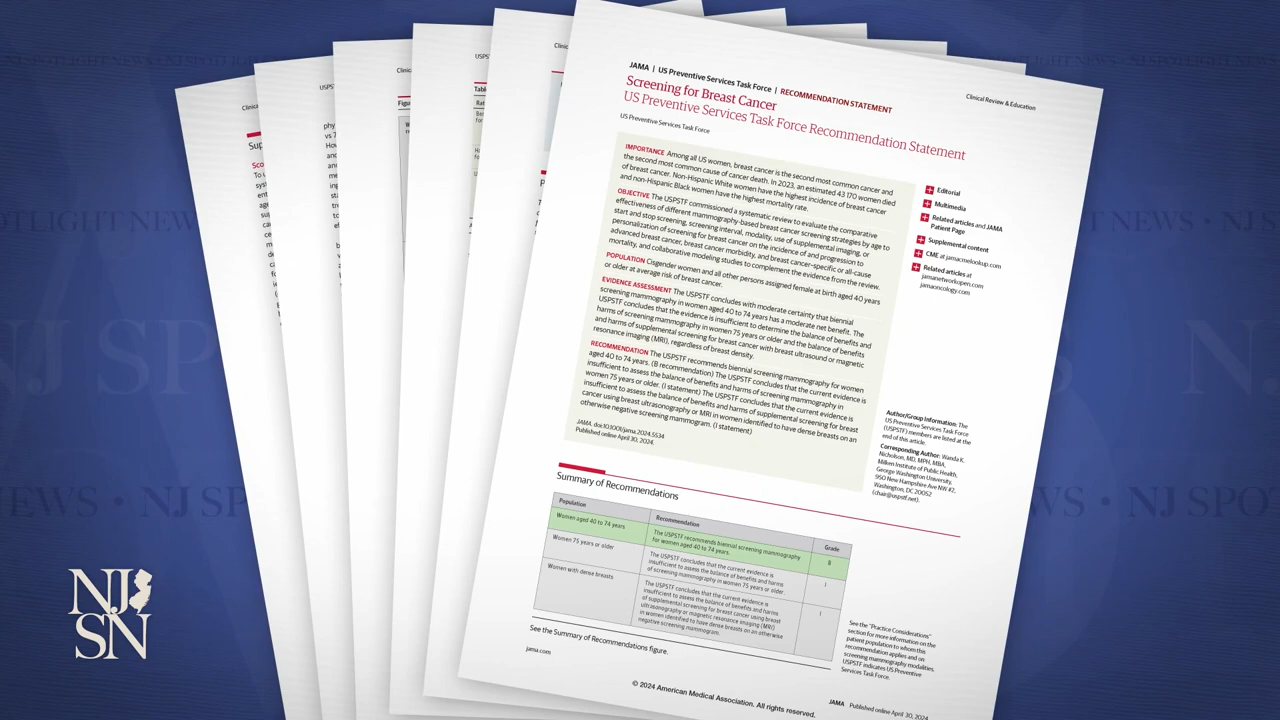 JAMA | US Preventive Services Task Force | RECOMMENDATION STATEMENT
Clinical Review & Education
Screening for Breast Cancer
US Preventive Services Task Force Recommendation Statement
US Preventive Services Task Force
IMPORTANCE Among all US women, breast cancer is the second most common cancer and
the second most common cause of cancer death. In 2023, an estimated 43 170 women died
of breast cancer. Non-Hispanic White women have the highest incidence of breast cancer
and non-Hispanic Black women have the highest mortality rate.
OBJECTIVE The USPSTF commissioned a systematic review to evaluate the comparative
effectiveness of different mammography-based breast cancer screening strategies by age to
start and stop screening, screening interval, modality, use of supplemental imaging, or
personalization of screening for breast cancer on the incidence of and progression to
advanced breast cancer, breast cancer morbidity, and breast cancer-specific or all-cause
mortality, and collaborative modeling studies to complement the evidence from the review.
POPULATION Cisgender women and all other persons assigned female at birth aged 40 years
or older at average risk of breast cancer.
EVIDENCE ASSESSMENT The USPSTF concludes with moderate certainty that biennial
screening mammography in women aged 40 to 74 years has a moderate net benefit. The
USPSTF concludes that the evidence is insufficient to determine the balance of benefits and
harms of screening mammography in women 75 years or older and the balance of benefits
and harms of supplemental screening for breast cancer with breast ultrasound or magnetic
resonance imaging (MRI), regardless of breast density.
RECOMMENDATION The USPSTF recommends biennial screening mammography for women
aged 40 to 74 years. (B recommendation) The USPSTF concludes that the current evidence is
insufficient to assess the balance of benefits and harms of screening mammography in
women 75 years or older. (I statement) The USPSTF concludes that the current evidence is
insufficient to assess the balance of benefits and harms of supplemental screening for breast
cancer using breast ultrasonography or MRI in women identified to have dense breasts on an
otherwise negative screening mammogram. (I statement)
JAMA. doi:10.1001/jama.2024.5534
Published online April 30, 2024.
Editorial
Multimedia
Related articles and JAMA
Patient Page
Supplemental content
CME at jamacmelookup.com
Related articles at
jamanetworkopen.com
jamaoncology.com
Author/Group Information: The
US Preventive Services Task Force
(USPSTF) members are listed at the
end of this article.
Corresponding Author: Wanda K.
Nicholson, MD, MPH, MBA,
Milken Institute of Public Health,
George Washington University,
950 New Hampshire Ave NW #2,
Washington, DC 20052
(chair@uspstf.net).
Summary of Recommendations
Population Recommendation Grade
Women aged 40 to 74 years The USPSTF recommends biennial screening mammography
for women aged 40 to 74 years. B
Women 75 years or older The USPSTF concludes that the current evidence is
insufficient to assess the balance of benefits and harms
of screening mammography in women 75 years or older. I
Women with dense breasts The USPSTF concludes that the current evidence is
insufficient to assess the balance of benefits and harms
of supplemental screening for breast cancer using breast
ultrasonography or magnetic resonance imaging (MRI)
in women identified to have dense breasts on an otherwise
negative screening mammogram. I
See the Summary of Recommendations figure.
See the "Practice Considerations"
section for more information on the
patient population to whom this
recommendation applies and on
screening mammography modalities.
USPSTF indicates US Preventive
Services Task Force.
jama.com
JAMA Published online April 30, 2024
© 2024 American Medical Association. All rights reserved.
NJ
SN